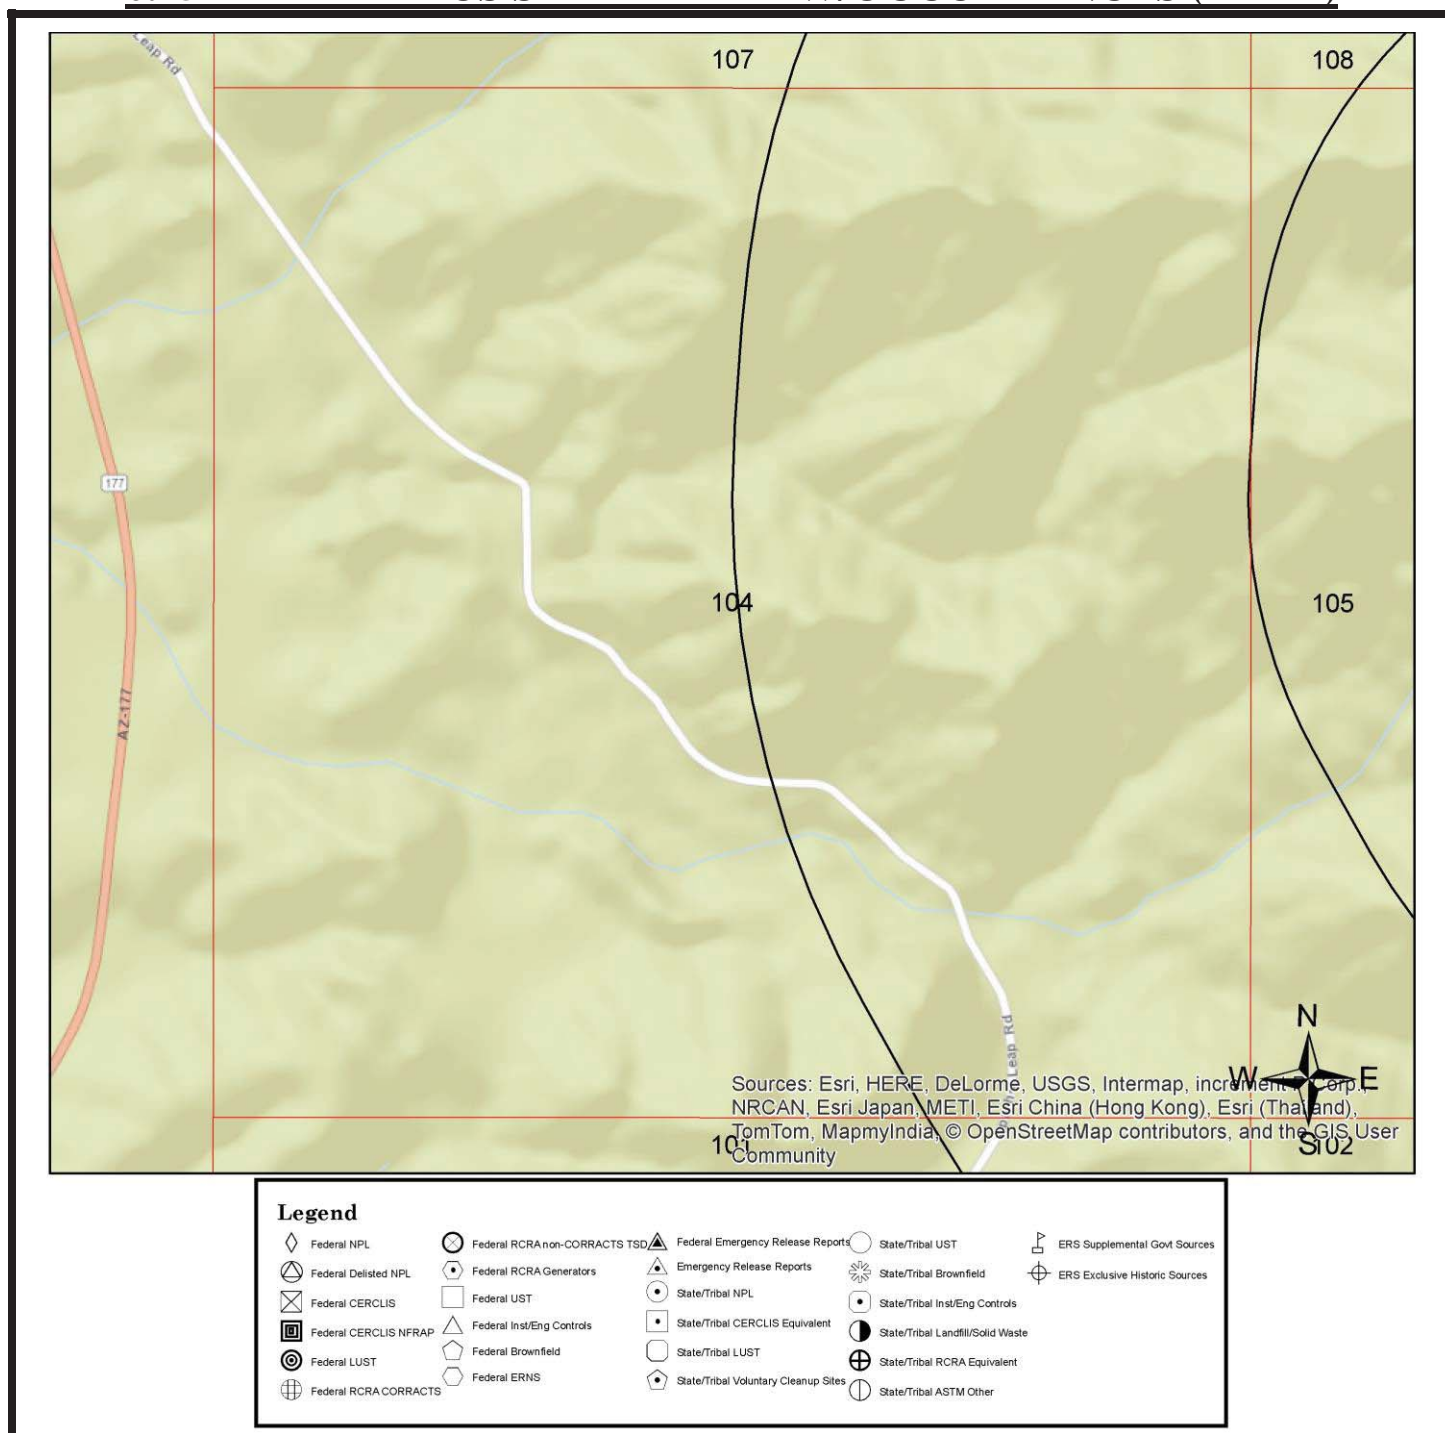 Leap Rd
107
108
177
104
105
AZ-177
Leap Rd
N
W E
S
Sources: Esri, HERE, DeLorme, USGS, Intermap, increment P Corp.,
NRCAN, Esri Japan, METI, Esri China (Hong Kong), Esri (Thailand),
TomTom, MapmyIndia, © OpenStreetMap contributors, and the GIS User
Community
101
102
Legend
Federal NPL
Federal Delisted NPL
Federal CERCLIS
Federal CERCLIS NFRAP
Federal LUST
Federal RCRA CORRACTS
Federal RCRA non-CORRACTS TSD
Federal RCRA Generators
Federal UST
Federal Inst/Eng Controls
Federal Brownfield
Federal ERNS
Federal Emergency Release Reports
Emergency Release Reports
State/Tribal NPL
State/Tribal CERCLIS Equivalent
State/Tribal LUST
State/Tribal Voluntary Cleanup Sites
State/Tribal UST
State/Tribal Brownfield
State/Tribal Inst/Eng Controls
State/Tribal Landfill/Solid Waste
State/Tribal RCRA Equivalent
State/Tribal ASTM Other
ERS Supplemental Govt Sources
ERS Exclusive Historic Sources